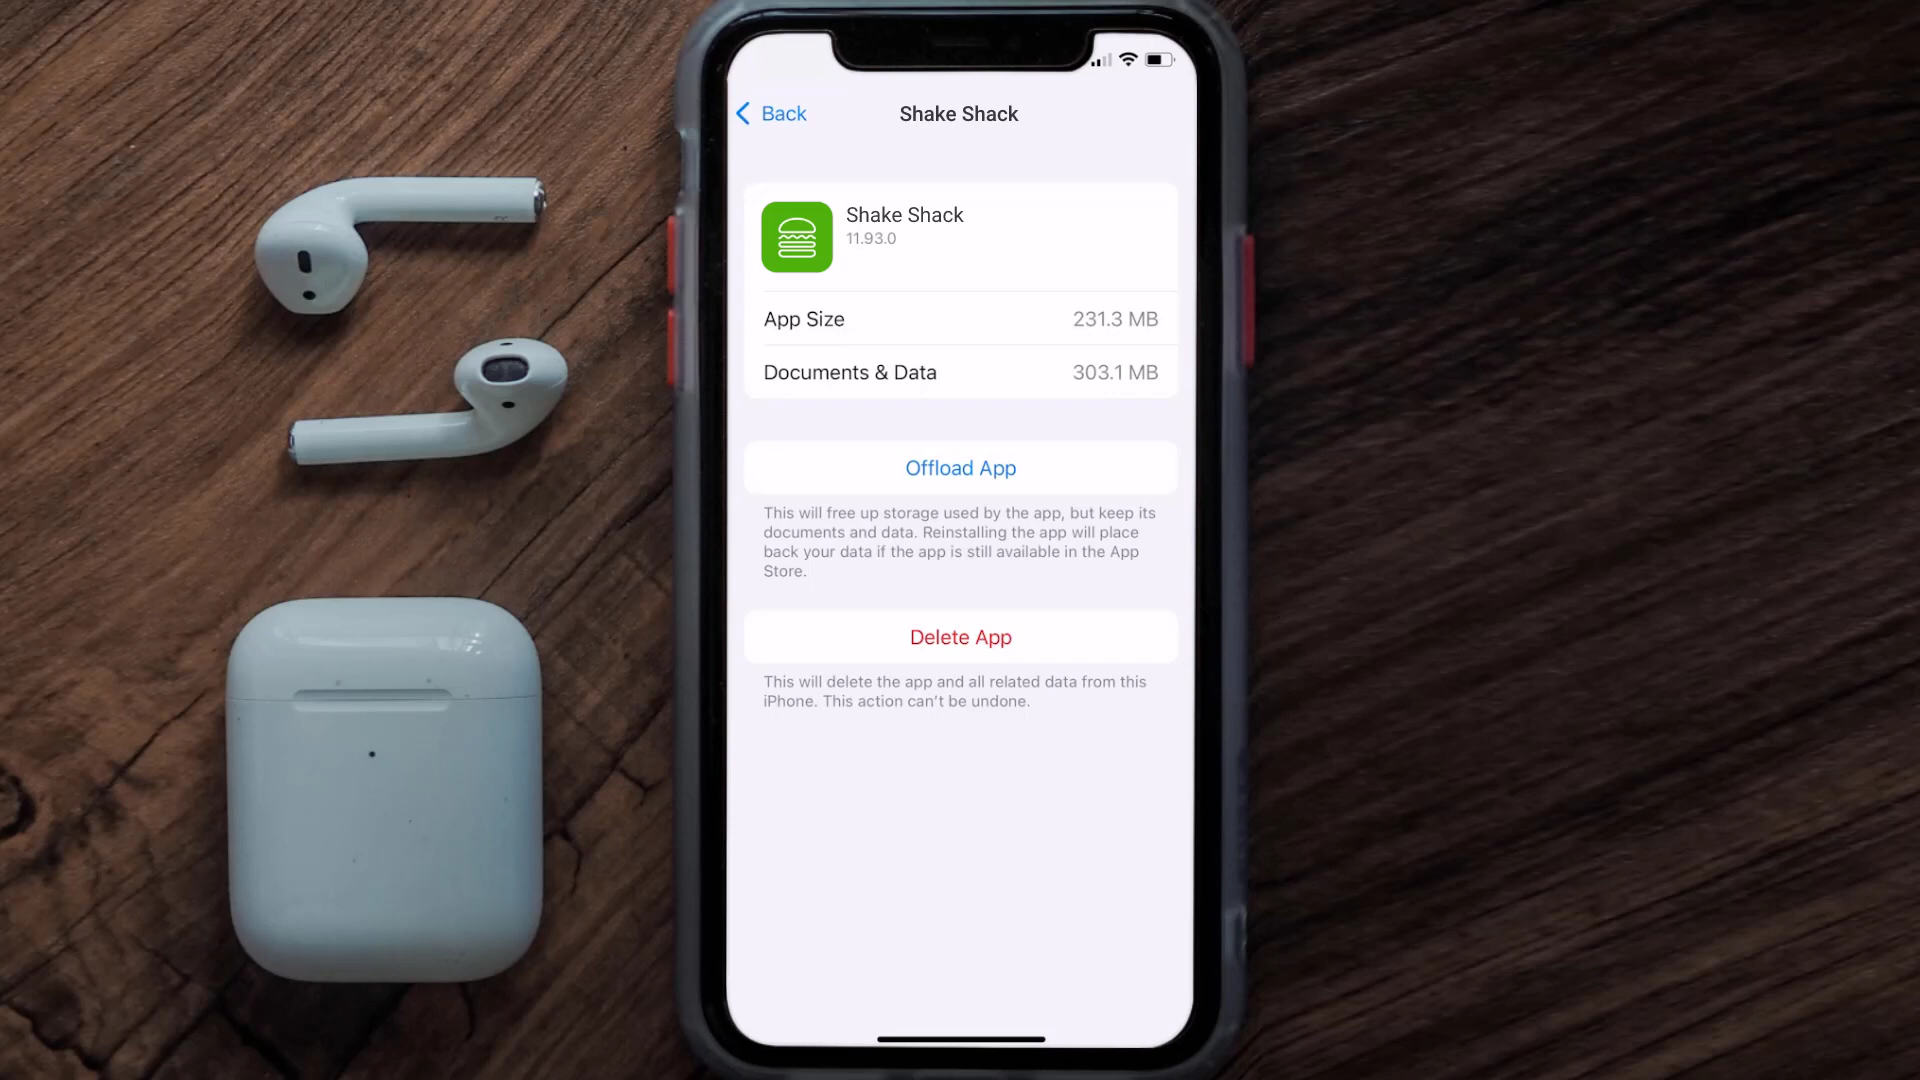 Back
Shake Shack
Shake Shack
11.93.0
App Size 231.3 MB
Documents & Data 303.1 MB
Offload App
This will free up storage used by the app, but keep its
documents and data. Reinstalling the app will place
back your data if the app is still available in the App
Store.
Delete App
This will delete the app and all related data from this
iPhone. This action can’t be undone.